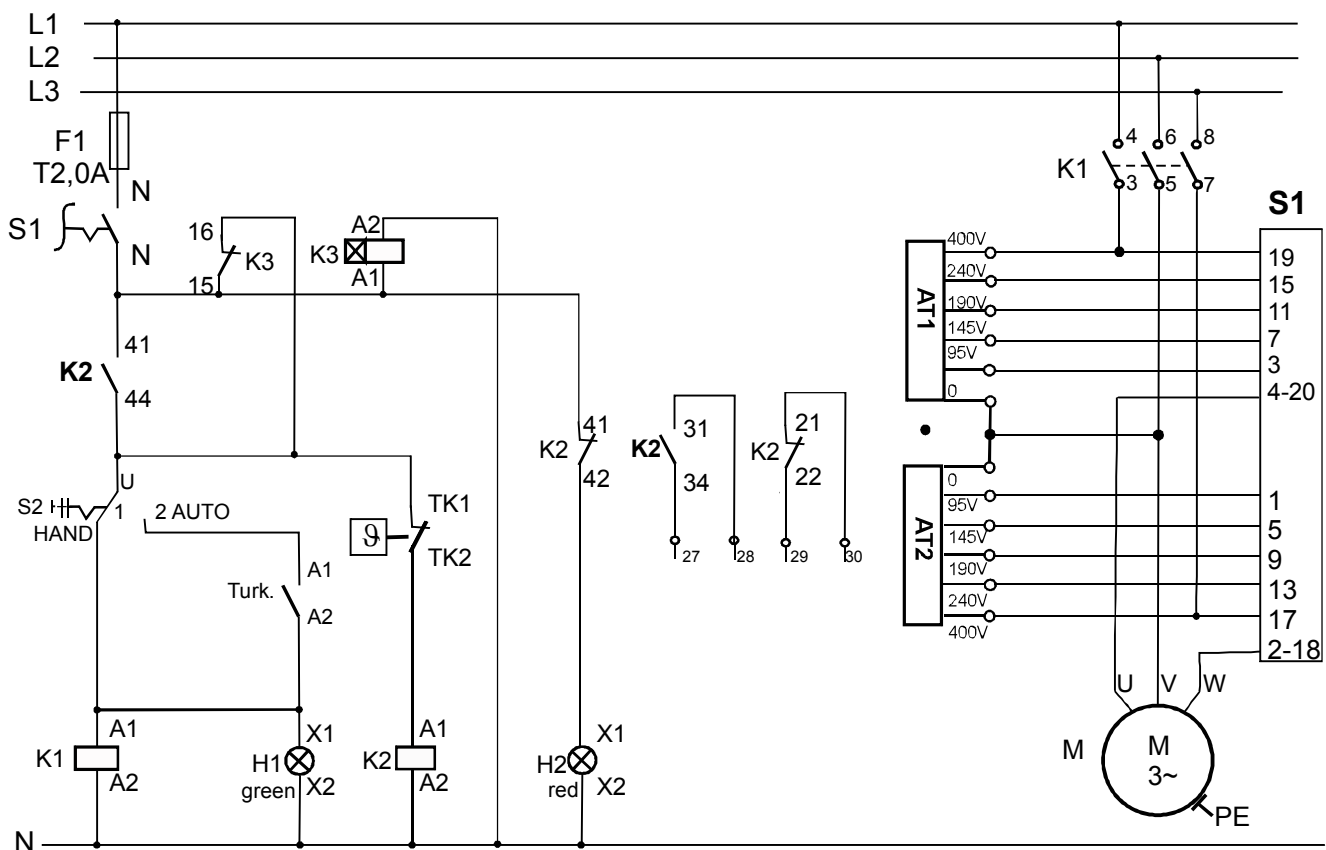 L1
L2
L3
F1
T2,0A
N
S1
N
16
K3
15
A2
K3
A1
41
K2
44
U
S2
1
HAND
2 AUTO
A1
Turk.
A2
TK1
ϑ
TK2
41
K2
42
K2
31
34
27
28
K2
21
22
29
30
A1
K1
A2
X1
H1
green
X2
A1
K2
A2
X1
H2
red
X2
N
4
6
8
K1
3
5
7
S1
400V
19
240V
15
190V
11
145V
7
95V
3
0
4-20
AT1
0
95V
1
145V
5
190V
9
240V
13
400V
17
2-18
AT2
U
V
W
M
M
3~
PE